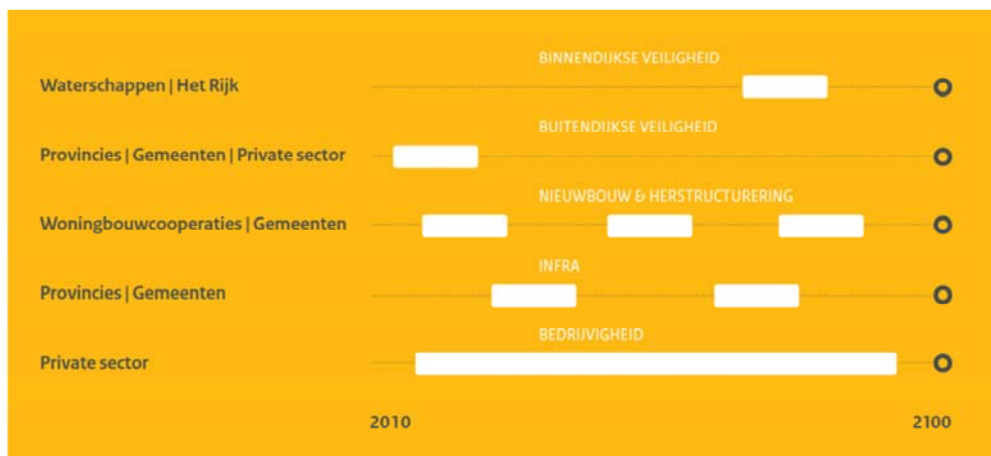 BINNENDIJKSE VEILIGHEID
Waterschappen | Het Rijk
BUITENDIJKSE VEILIGHEID
Provincies | Gemeenten | Private sector
NIEUWBOUW & HERSTRUCTURERING
Woningbouwcooperaties | Gemeenten
INFRA
Provincies | Gemeenten
BEDRIJVIGHEID
Private sector
2010 2100